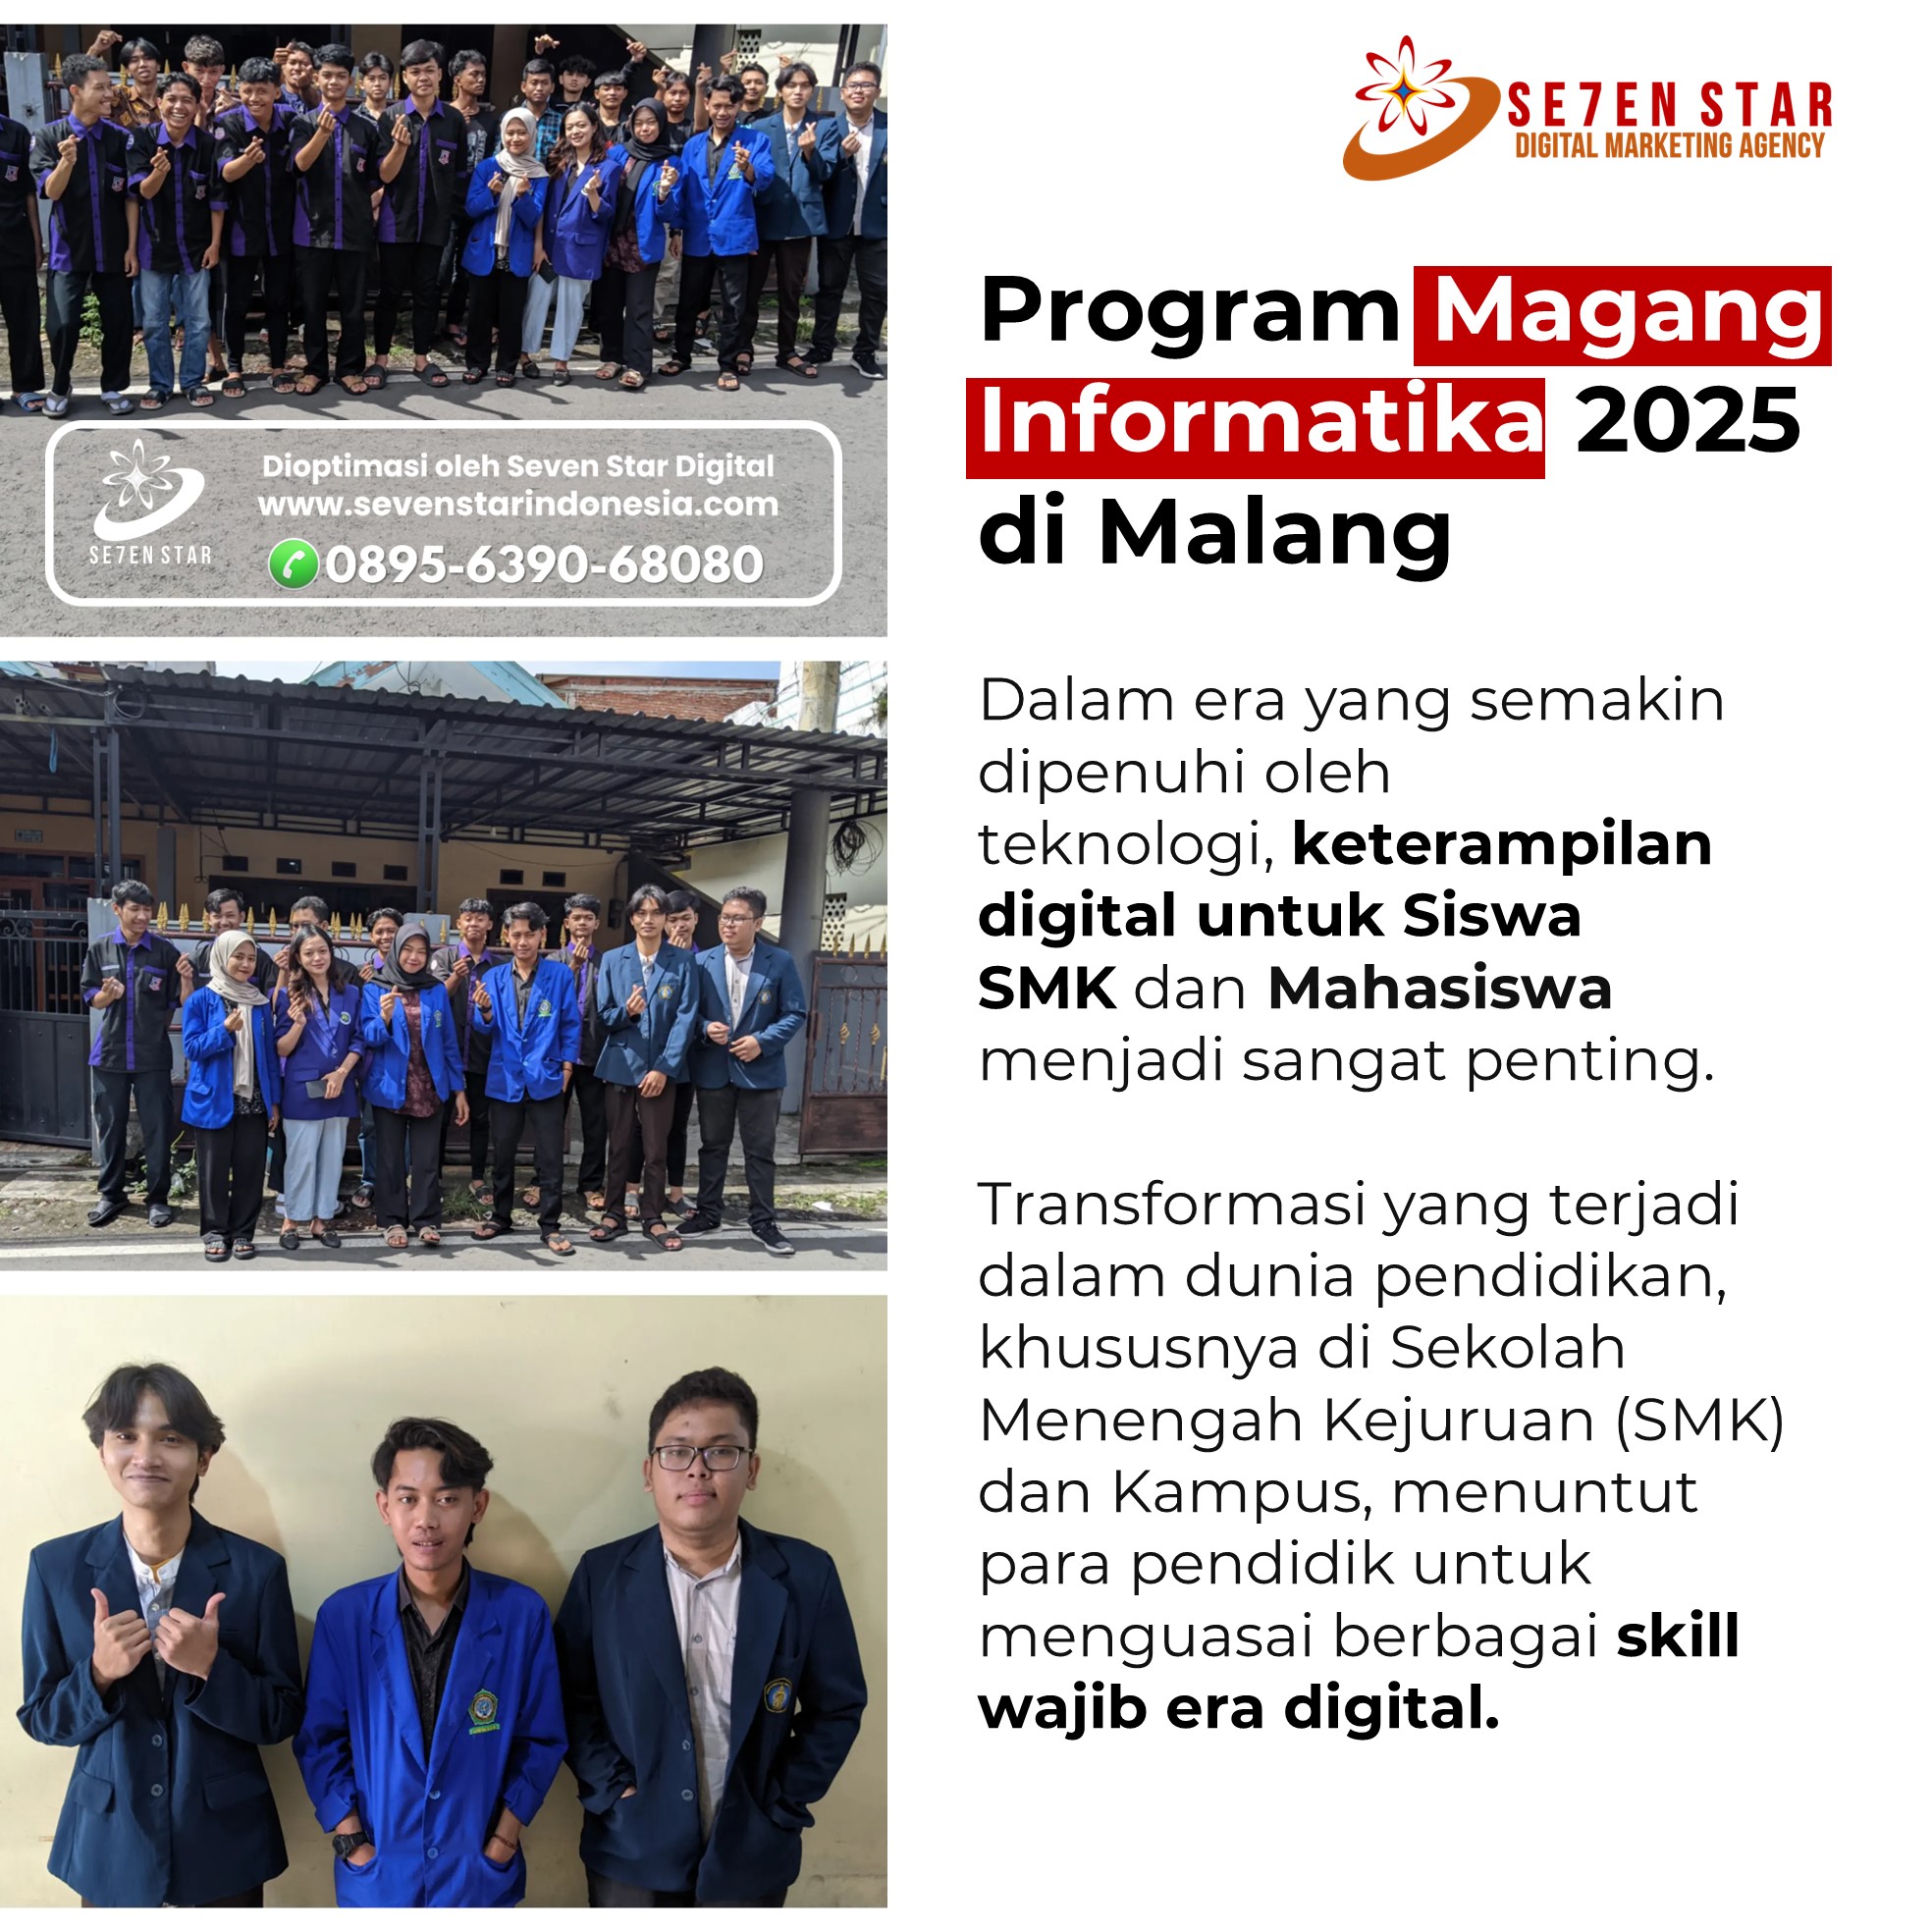 SE7EN STAR
DIGITAL MARKETING AGENCY
Program Magang
Informatika 2025
di Malang
Dalam era yang semakin
dipenuhi oleh
teknologi, keterampilan
digital untuk Siswa
SMK dan Mahasiswa
menjadi sangat penting.
Transformasi yang terjadi
dalam dunia pendidikan,
khususnya di Sekolah
Menengah Kejuruan (SMK)
dan Kampus, menuntut
para pendidik untuk
menguasai berbagai skill
wajib era digital.
SE7EN STAR
Dioptimasi oleh Seven Star Digital
www.sevenstarindonesia.com
0895-6390-68080